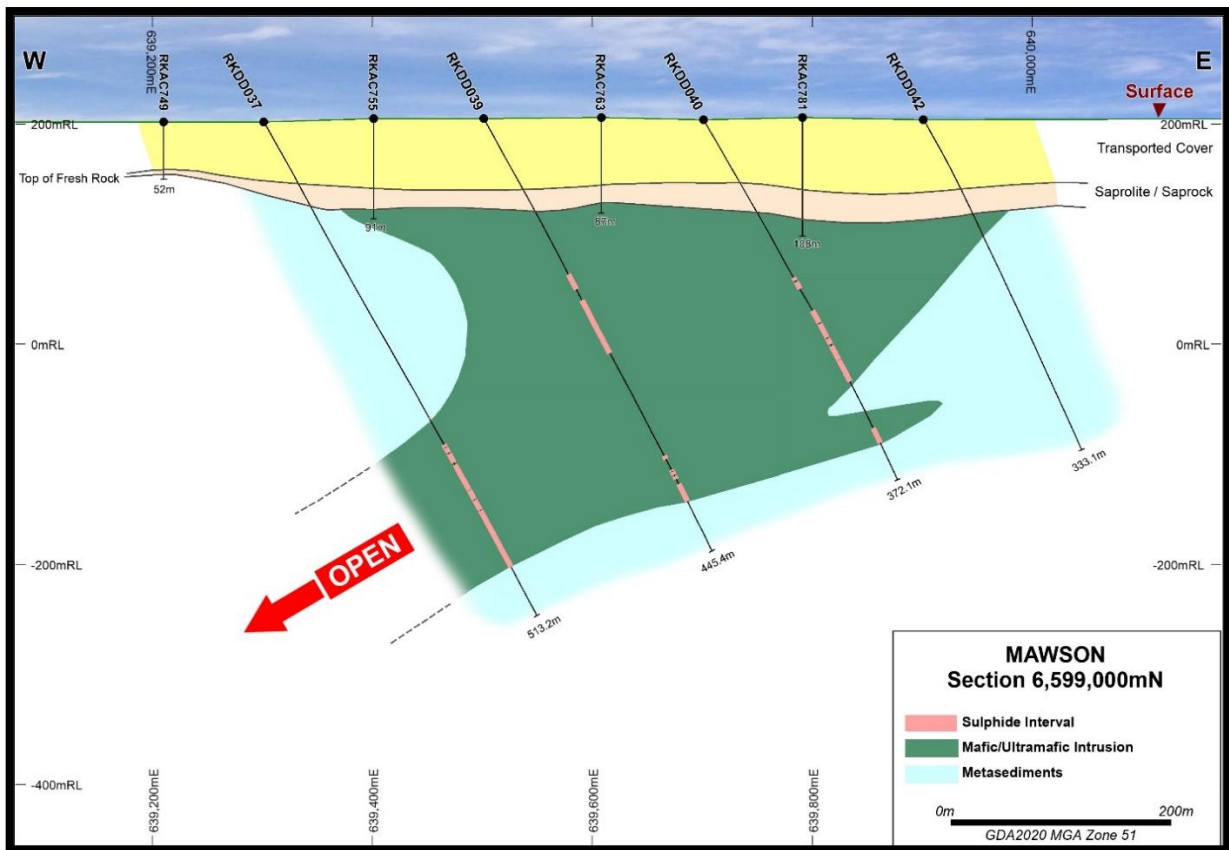 W
639,200mE
RKAC749
RKDD037
RKAC755
RKDD039
RKAC763
RKDD040
RKAC781
RKDD042
640,000mE
E
Surface
200mRL
200mRL
Transported Cover
Top of Fresh Rock
52m
Saprolite / Saprock
91m
87m
108m
0mRL
0mRL
333.1m
372.1m
445.4m
513.2m
-200mRL
-200mRL
OPEN
MAWSON
Section 6,599,000mN
Sulphide Interval
Mafic/Ultramafic Intrusion
Metasediments
0m
200m
GDA2020 MGA Zone 51
-400mRL
639,200mE
639,400mE
639,600mE
639,800mE